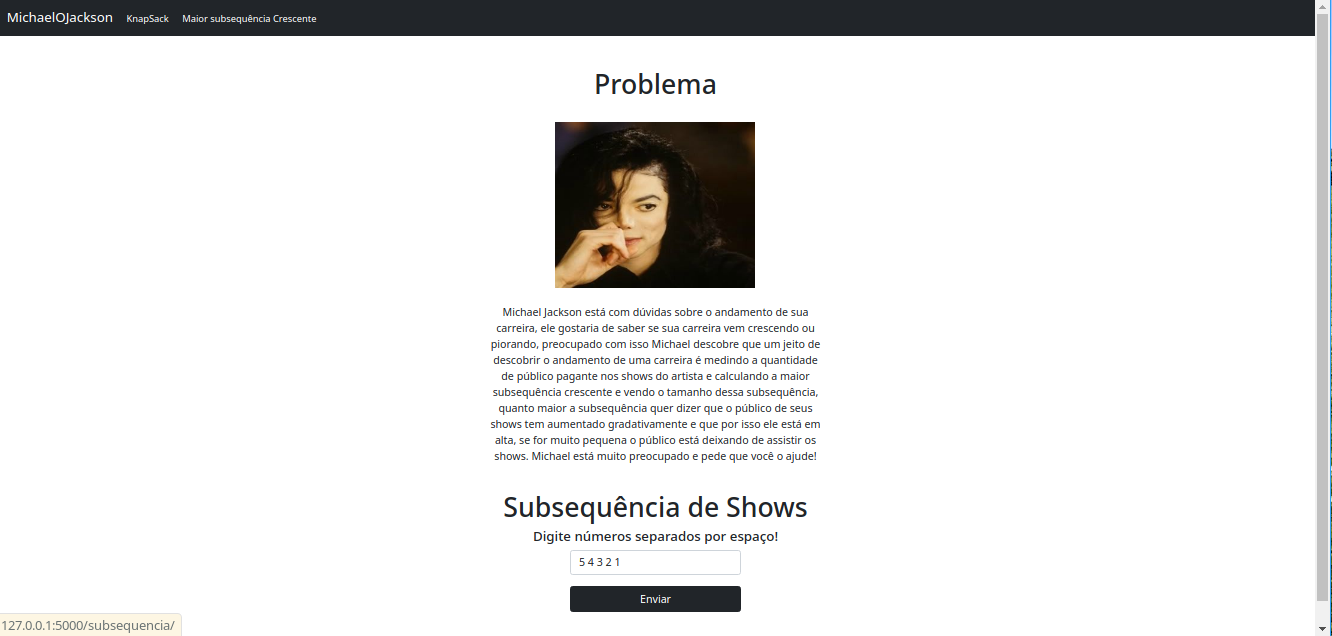 MichaelOJackson KnapSack Maior subsequência Crescente
Problema
Michael Jackson está com dúvidas sobre o andamento de sua
carreira, ele gostaria de saber se sua carreira vem crescendo ou
piorando, preocupado com isso Michael descobre que um jeito de
descobrir o andamento de uma carreira é medindo a quantidade
de público pagante nos shows do artista e calculando a maior
subsequência crescente e vendo o tamanho dessa subsequência,
quanto maior a subsequência quer dizer que o público de seus
shows tem aumentado gradativamente e que por isso ele está em
alta, se for muito pequena o público está deixando de assistir os
shows. Michael está muito preocupado e pede que você o ajude!
Subsequência de Shows
Digite números separados por espaço!
5 4 3 2 1
Enviar
127.0.0.1:5000/subsequencia/